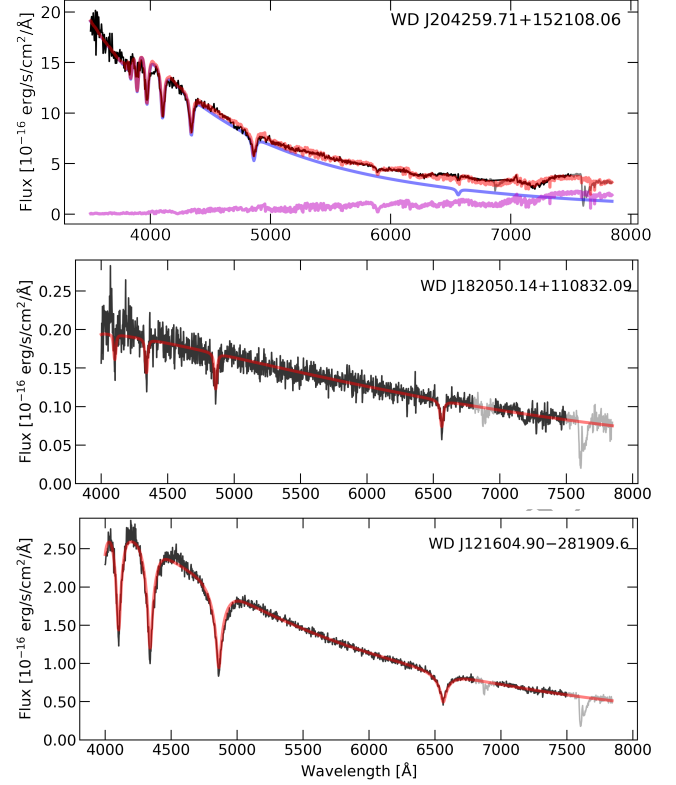 WD J204259.71+152108.06
20
15
10
5
0
Flux [10−16 erg/s/cm2/Å]
4000 5000 6000 7000 8000
WD J182050.14+110832.09
0.25
0.20
0.15
0.10
0.05
0.00
Flux [10−16 erg/s/cm2/Å]
4000 4500 5000 5500 6000 6500 7000 7500 8000
WD J121604.90−281909.6
2.50
2.00
1.50
1.00
0.50
0.00
Flux [10−16 erg/s/cm2/Å]
4000 4500 5000 5500 6000 6500 7000 7500 8000
Wavelength [Å]